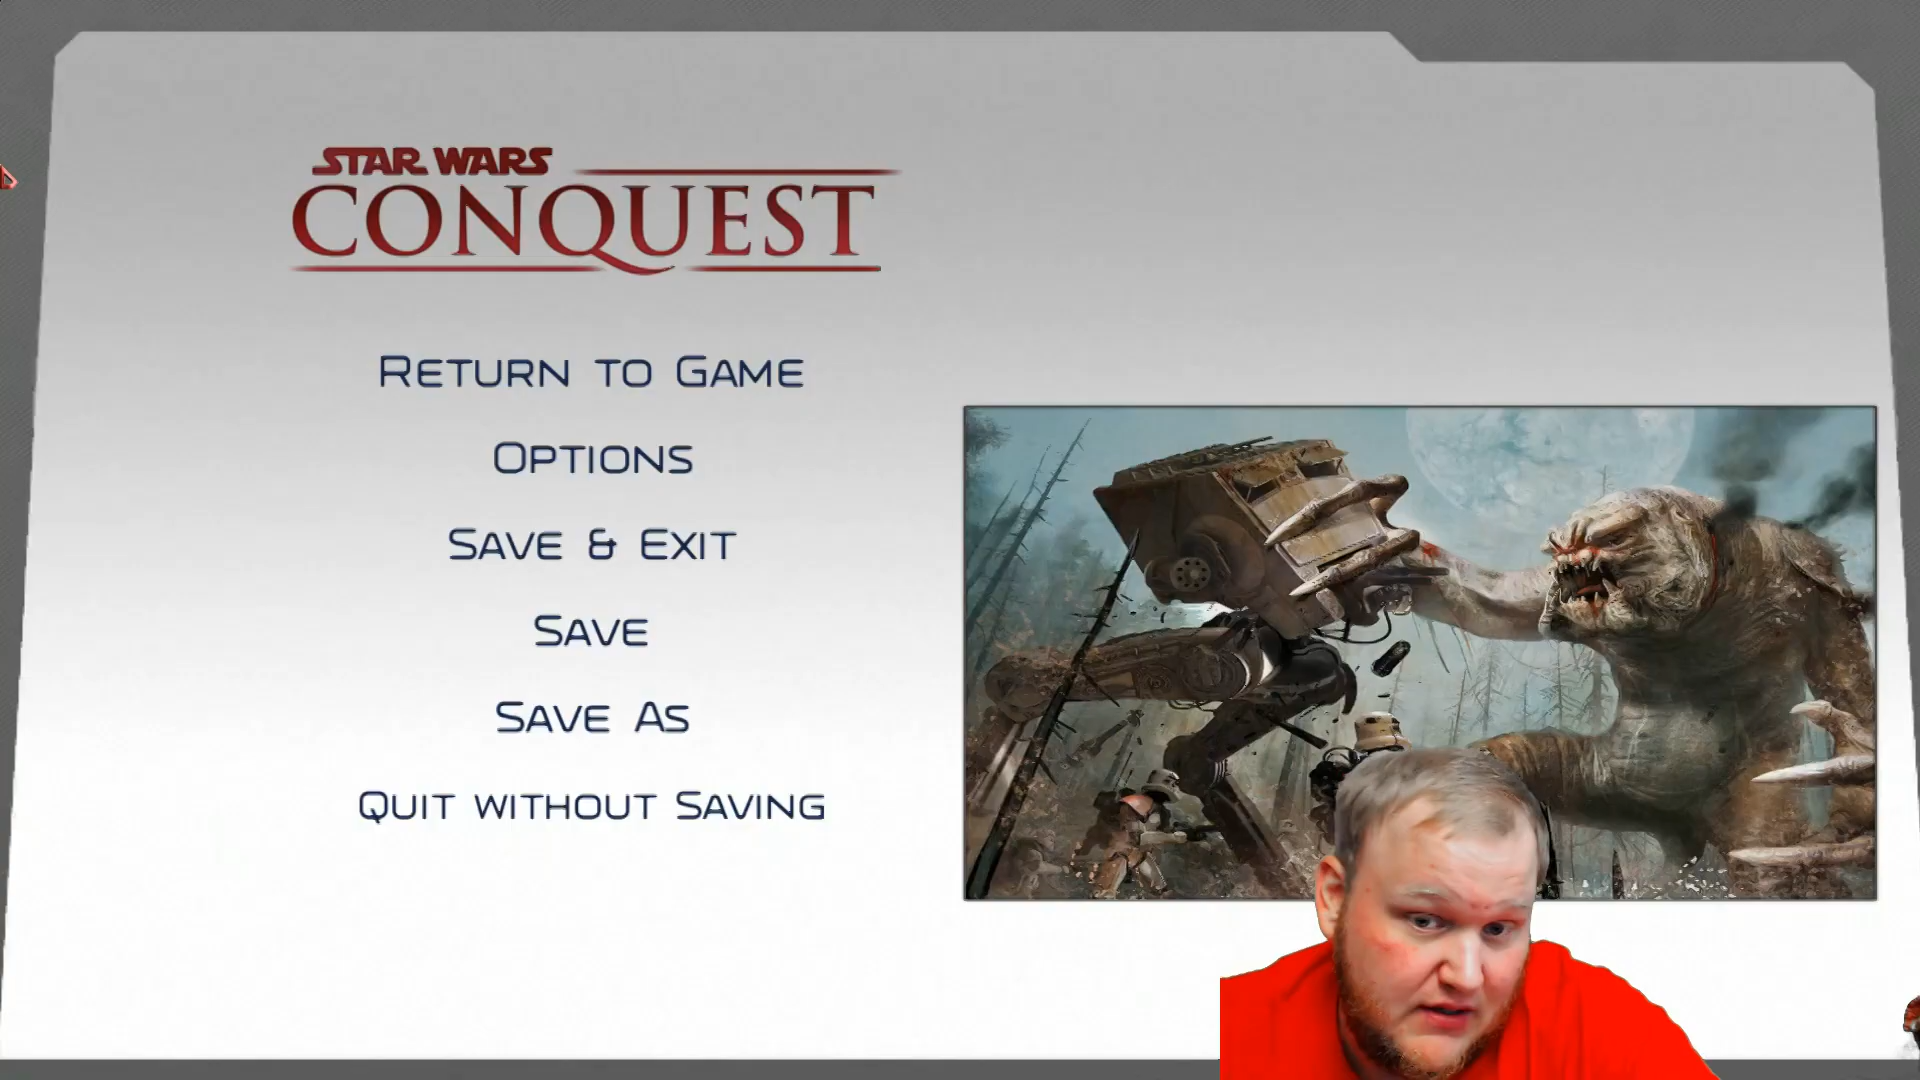 STAR WARS
CONQUEST
RETURN TO GAME
OPTIONS
SAVE & EXIT
SAVE
SAVE AS
QUIT WITHOUT SAVING